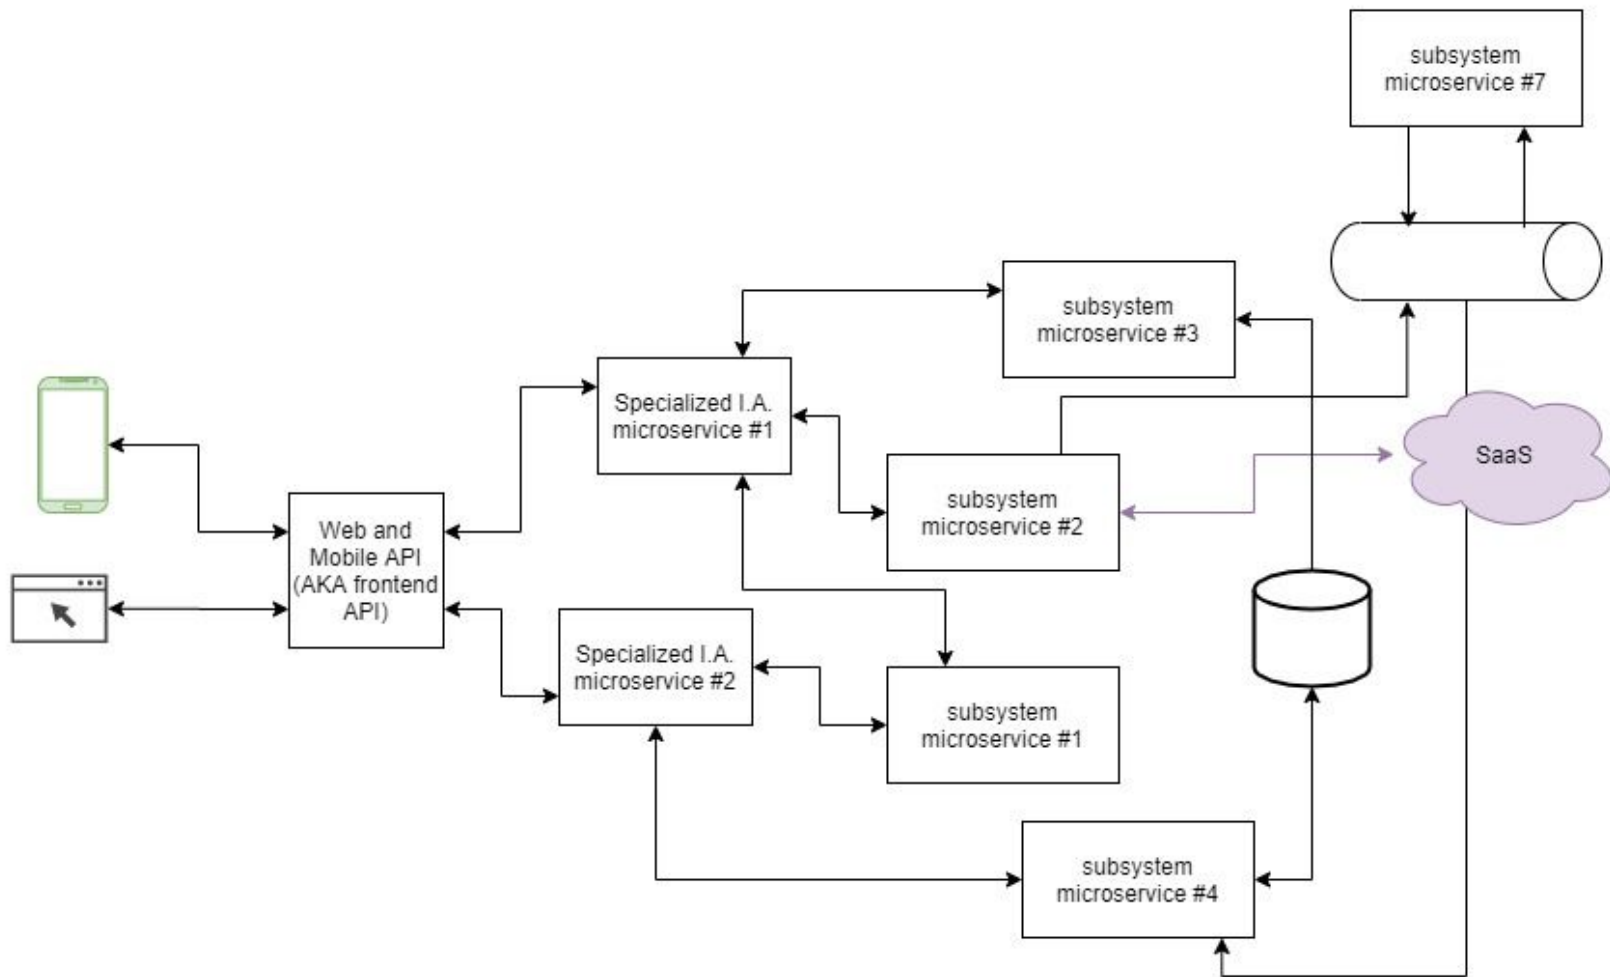 subsystem
microservice #7
subsystem
microservice #3
Specialized I.A.
microservice #1
SaaS
subsystem
microservice #2
Web and
Mobile API
(AKA frontend
API)
Specialized I.A.
microservice #2
subsystem
microservice #1
subsystem
microservice #4